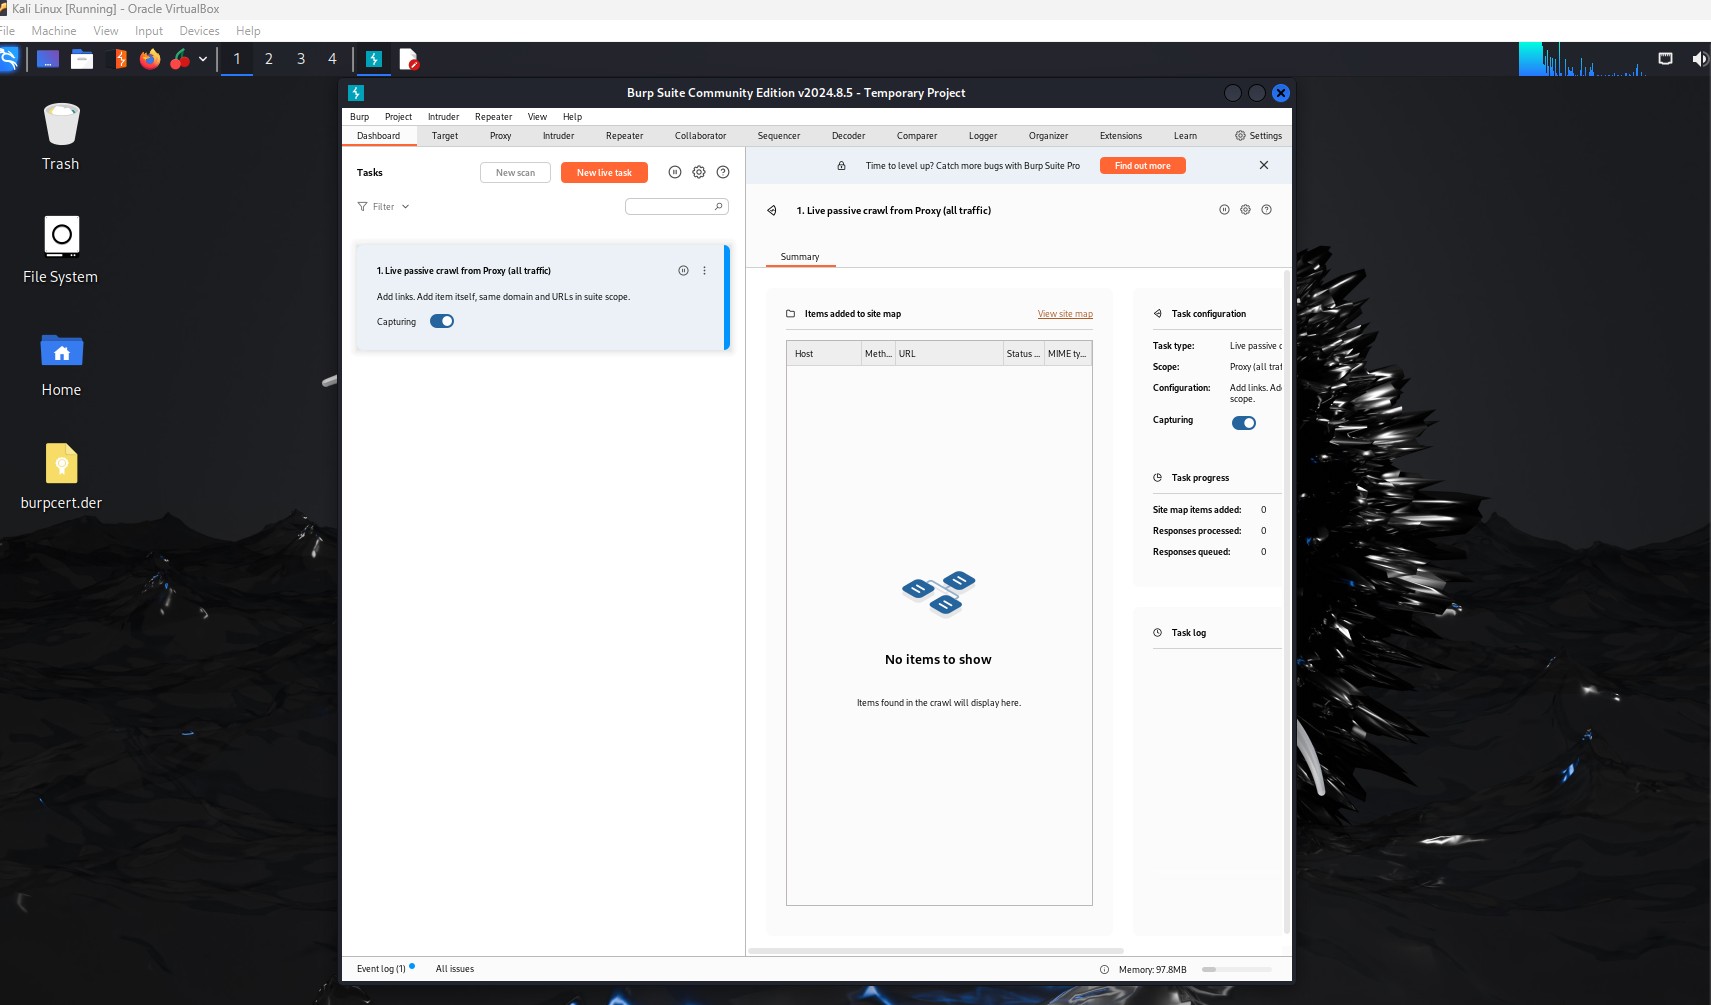 Kali Linux [Running] - Oracle VirtualBox
File Machine View Input Devices Help
1 2 3 4
Trash
File System
Home
burpcert.der
Burp Suite Community Edition v2024.8.5 - Temporary Project
Burp Project Intruder Repeater View Help
Dashboard Target Proxy Intruder Repeater Collaborator Sequencer Decoder Comparer Logger Organizer Extensions Learn Settings
Tasks New scan New live task
Filter
1. Live passive crawl from Proxy (all traffic)
Add links. Add item itself, same domain and URLs in suite scope.
Capturing
Time to level up? Catch more bugs with Burp Suite Pro Find out more
1. Live passive crawl from Proxy (all traffic)
Summary
Items added to site map View site map
Host Meth... URL Status ... MIME ty...
No items to show
Items found in the crawl will display here.
Task configuration
Task type: Live passive c
Scope: Proxy (all traf
Configuration: Add links. Ad
scope.
Capturing
Task progress
Site map items added: 0
Responses processed: 0
Responses queued: 0
Task log
Event log (1) All issues
Memory: 97.8MB